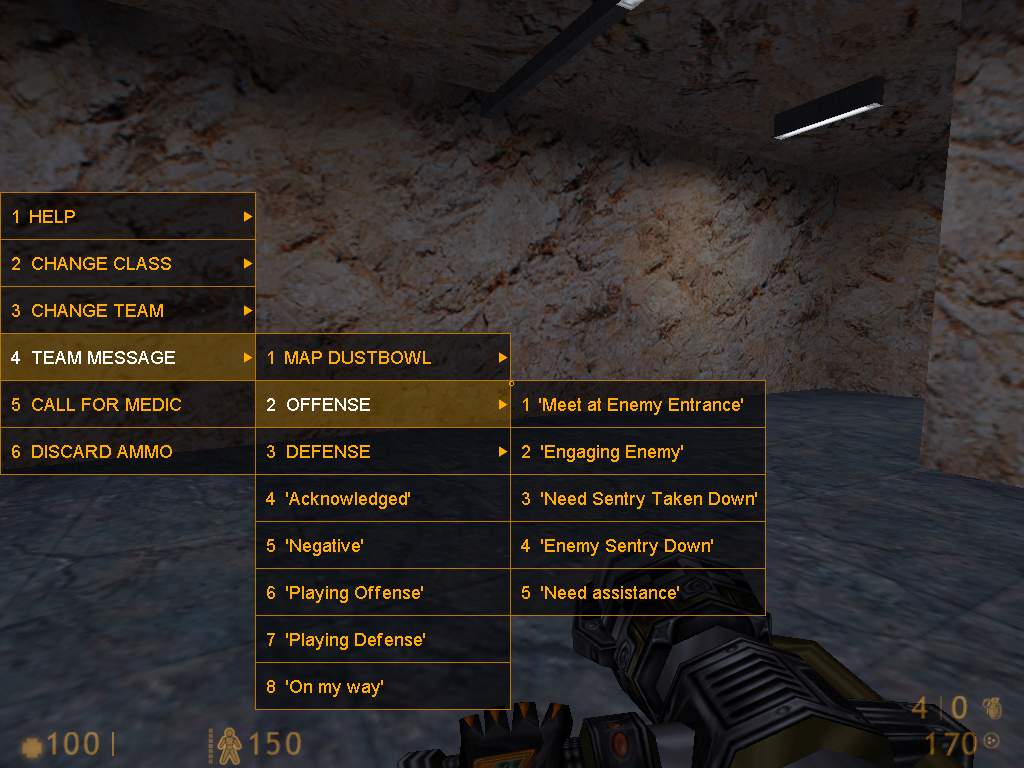 1 HELP
2 CHANGE CLASS
3 CHANGE TEAM
4 TEAM MESSAGE
5 CALL FOR MEDIC
6 DISCARD AMMO
1 MAP DUSTBOWL
2 OFFENSE
3 DEFENSE
4 'Acknowledged'
5 'Negative'
6 'Playing Offense'
7 'Playing Defense'
8 'On my way'
1 'Meet at Enemy Entrance'
2 'Engaging Enemy'
3 'Need Sentry Taken Down'
4 'Enemy Sentry Down'
5 'Need assistance'
4|0
100 |
150
170